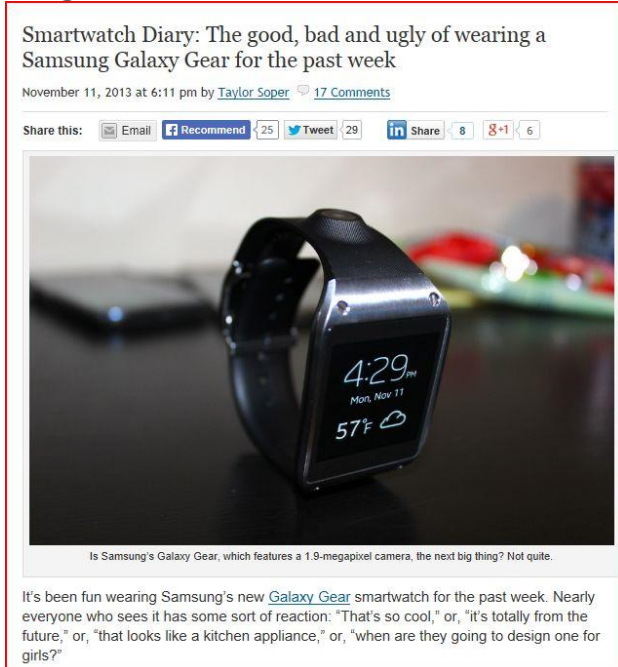 Smartwatch Diary: The good, bad and ugly of wearing a
Samsung Galaxy Gear for the past week
November 11, 2013 at 6:11 pm by Taylor Soper 17 Comments
Share this: Email Recommend 25 Tweet 29 in Share 8 g+1 6
4:29 PM
Mon, Nov 11
57°F
Is Samsung's Galaxy Gear, which features a 1.9-megapixel camera, the next big thing? Not quite.
It's been fun wearing Samsung's new Galaxy Gear smartwatch for the past week. Nearly
everyone who sees it has some sort of reaction: “That's so cool,” or, “it's totally from the
future,” or, “that looks like a kitchen appliance,” or, “when are they going to design one for
girls?”